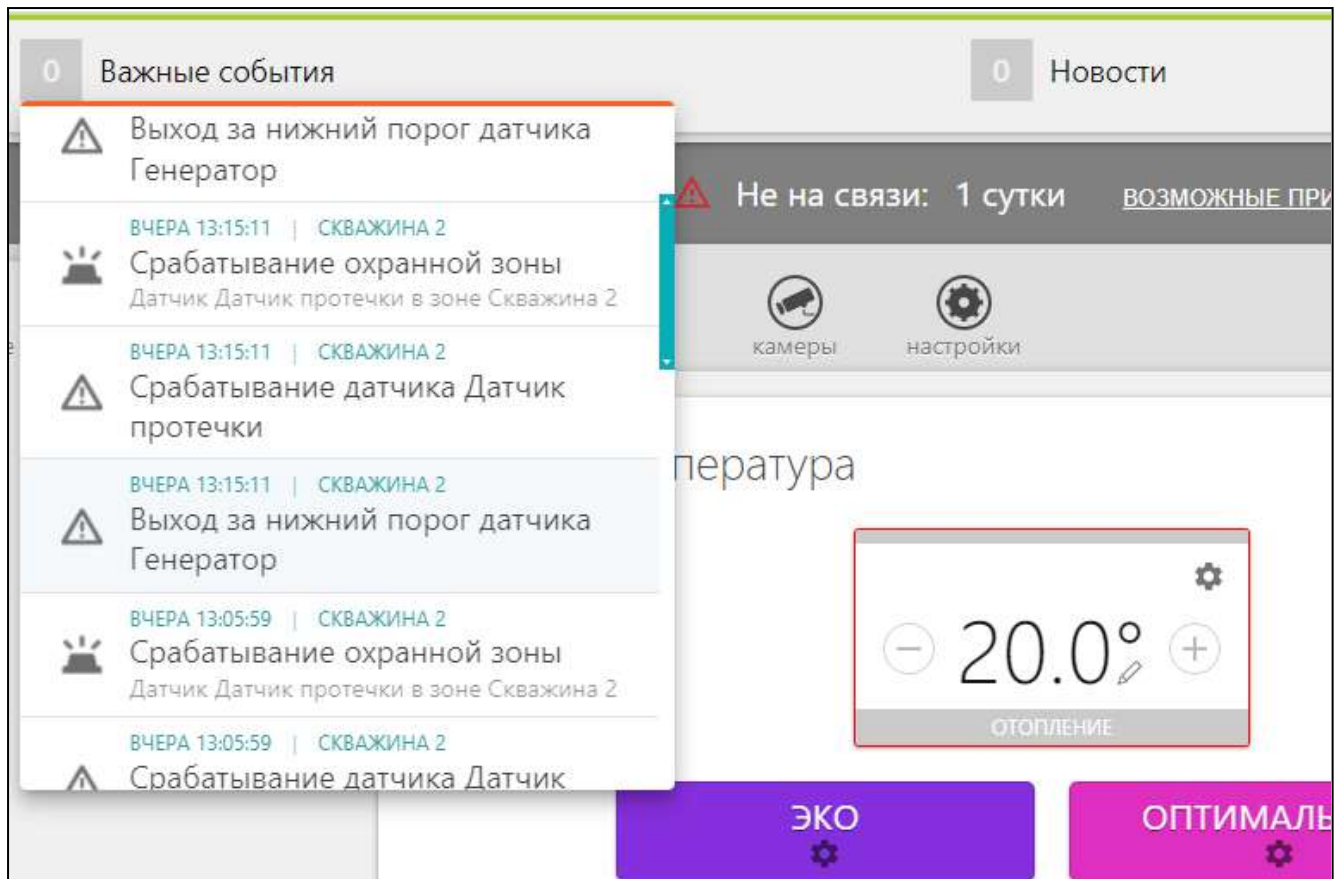 0 Важные события
0 Новости
Выход за нижний порог датчика
Генератор
ВЧЕРА 13:15:11 | СКВАЖИНА 2
Срабатывание охранной зоны
Датчик Датчик протечки в зоне Скважина 2
ВЧЕРА 13:15:11 | СКВАЖИНА 2
Срабатывание датчика Датчик
протечки
ВЧЕРА 13:15:11 | СКВАЖИНА 2
Выход за нижний порог датчика
Генератор
ВЧЕРА 13:05:59 | СКВАЖИНА 2
Срабатывание охранной зоны
Датчик Датчик протечки в зоне Скважина 2
ВЧЕРА 13:05:59 | СКВАЖИНА 2
Срабатывание датчика Датчик
Не на связи: 1 сутки ВОЗМОЖНЫЕ ПРИ
камеры настройки
пература
20.0°
ОТОПЛЕНИЕ
ЭКО
ОПТИМАЛЬ